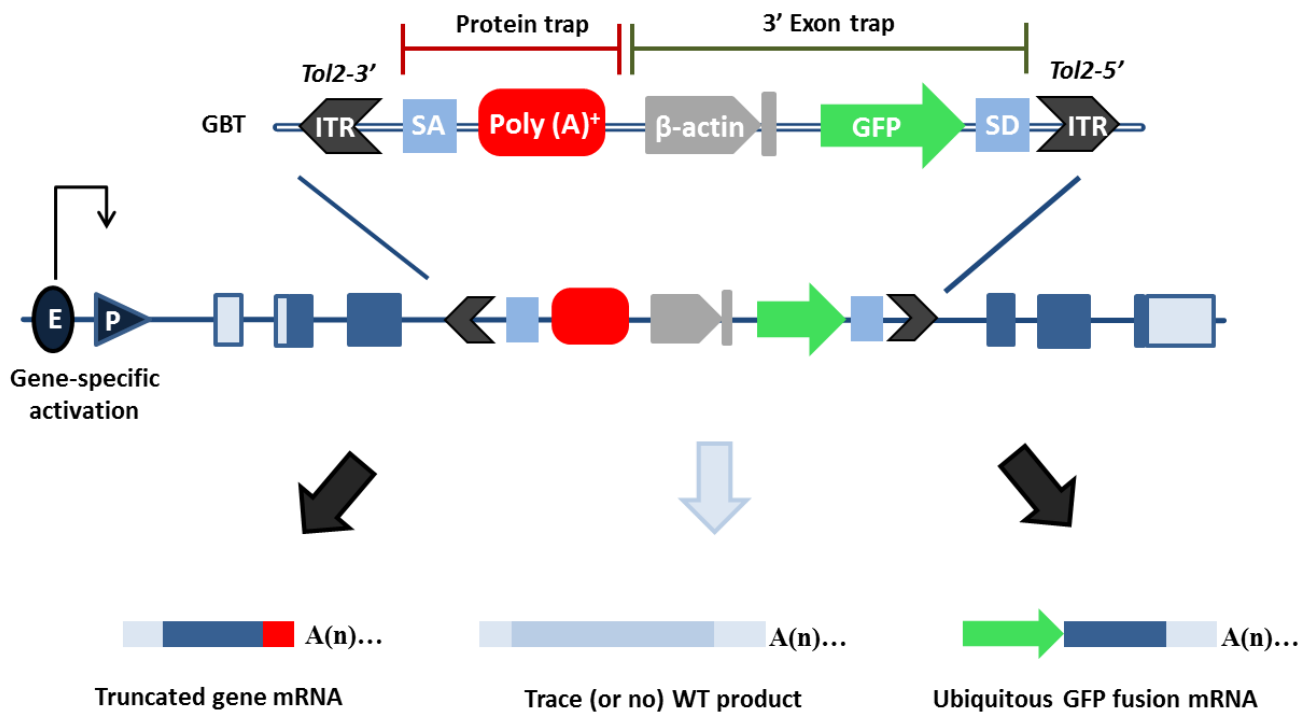 Protein trap
3’ Exon trap
Tol2-3’
Tol2-5’
GBT
ITR
SA
Poly (A)+
β-actin
GFP
SD
ITR
E
P
Gene-specific
activation
A(n)...
A(n)...
A(n)...
Truncated gene mRNA
Trace (or no) WT product
Ubiquitous GFP fusion mRNA